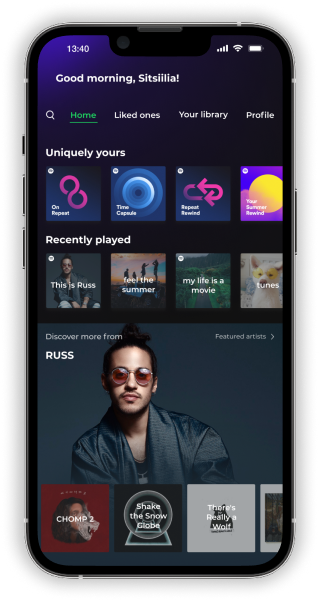 13:40
Good morning, Sitsiilia!
Home
Liked ones
Your library
Profile
Uniquely yours
On
Repeat
Time
Capsule
Repeat
Rewind
Your
Summer
Rewind
Recently played
This is Russ
feel the
summer
my life is a
movie
tunes
Discover more from
Featured artists
RUSS
CHOMP 2
Shake
the Snow
Globe
There's
Really a
Wolf